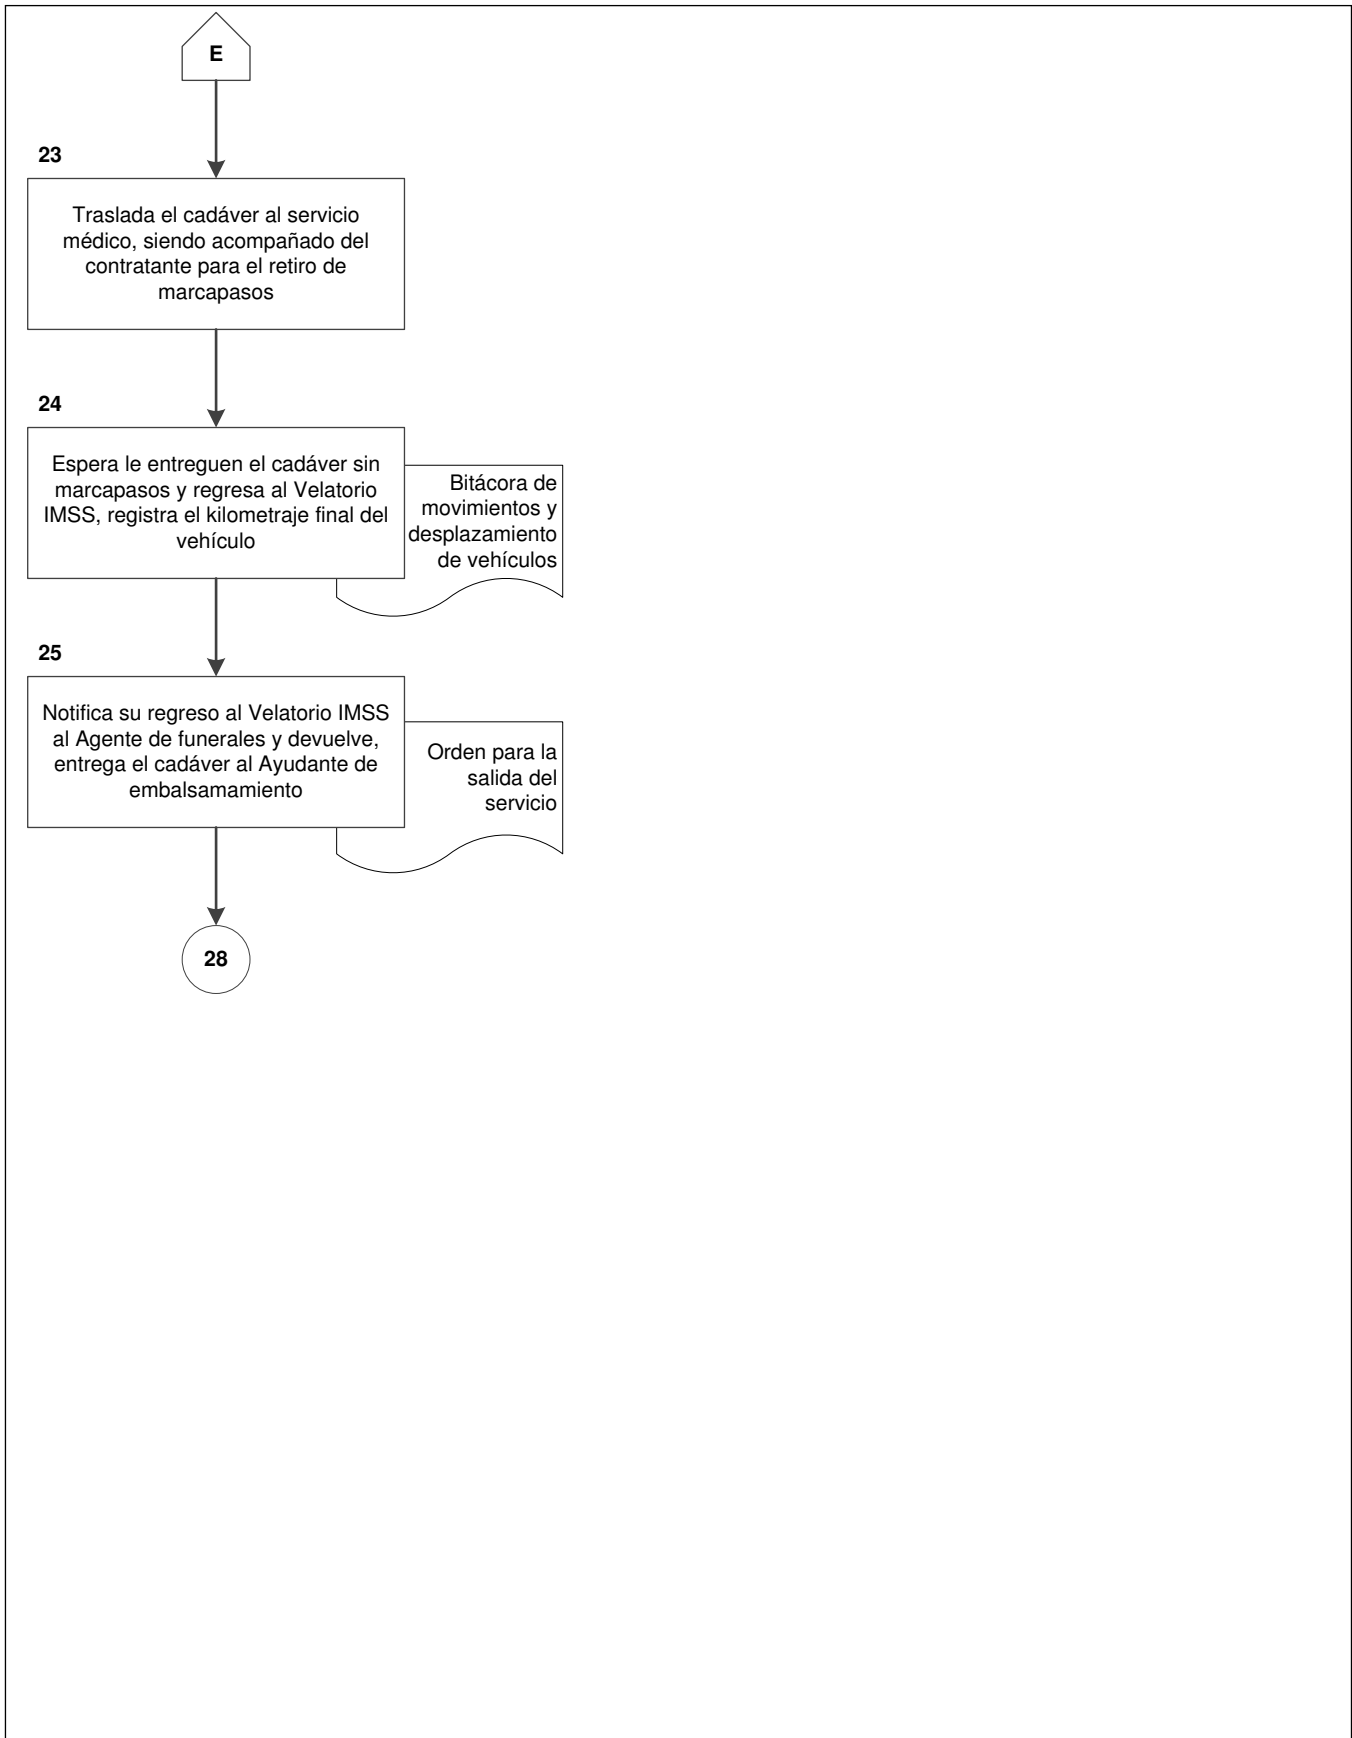 E
23
Traslada el cadáver al servicio
médico, siendo acompañado del
contratante para el retiro de
marcapasos
24
Espera le entreguen el cadáver sin
marcapasos y regresa al Velatorio
IMSS, registra el kilometraje final del
vehículo
Bitácora de
movimientos y
desplazamiento
de vehículos
25
Notifica su regreso al Velatorio IMSS
al Agente de funerales y devuelve,
entrega el cadáver al Ayudante de
embalsamamiento
Orden para la
salida del
servicio
28